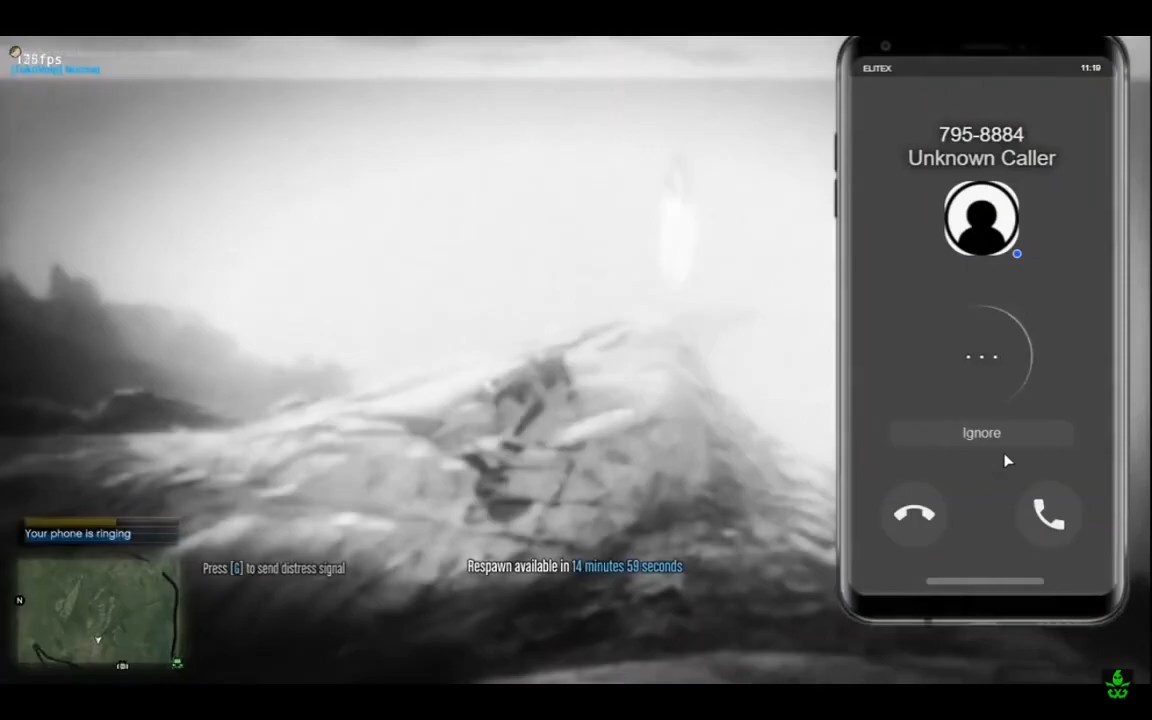 138fps
ELITEX
11:19
795-8884
Unknown Caller
Ignore
Your phone is ringing
Press [G] to send distress signal
Respawn available in 14 minutes 59 seconds
N